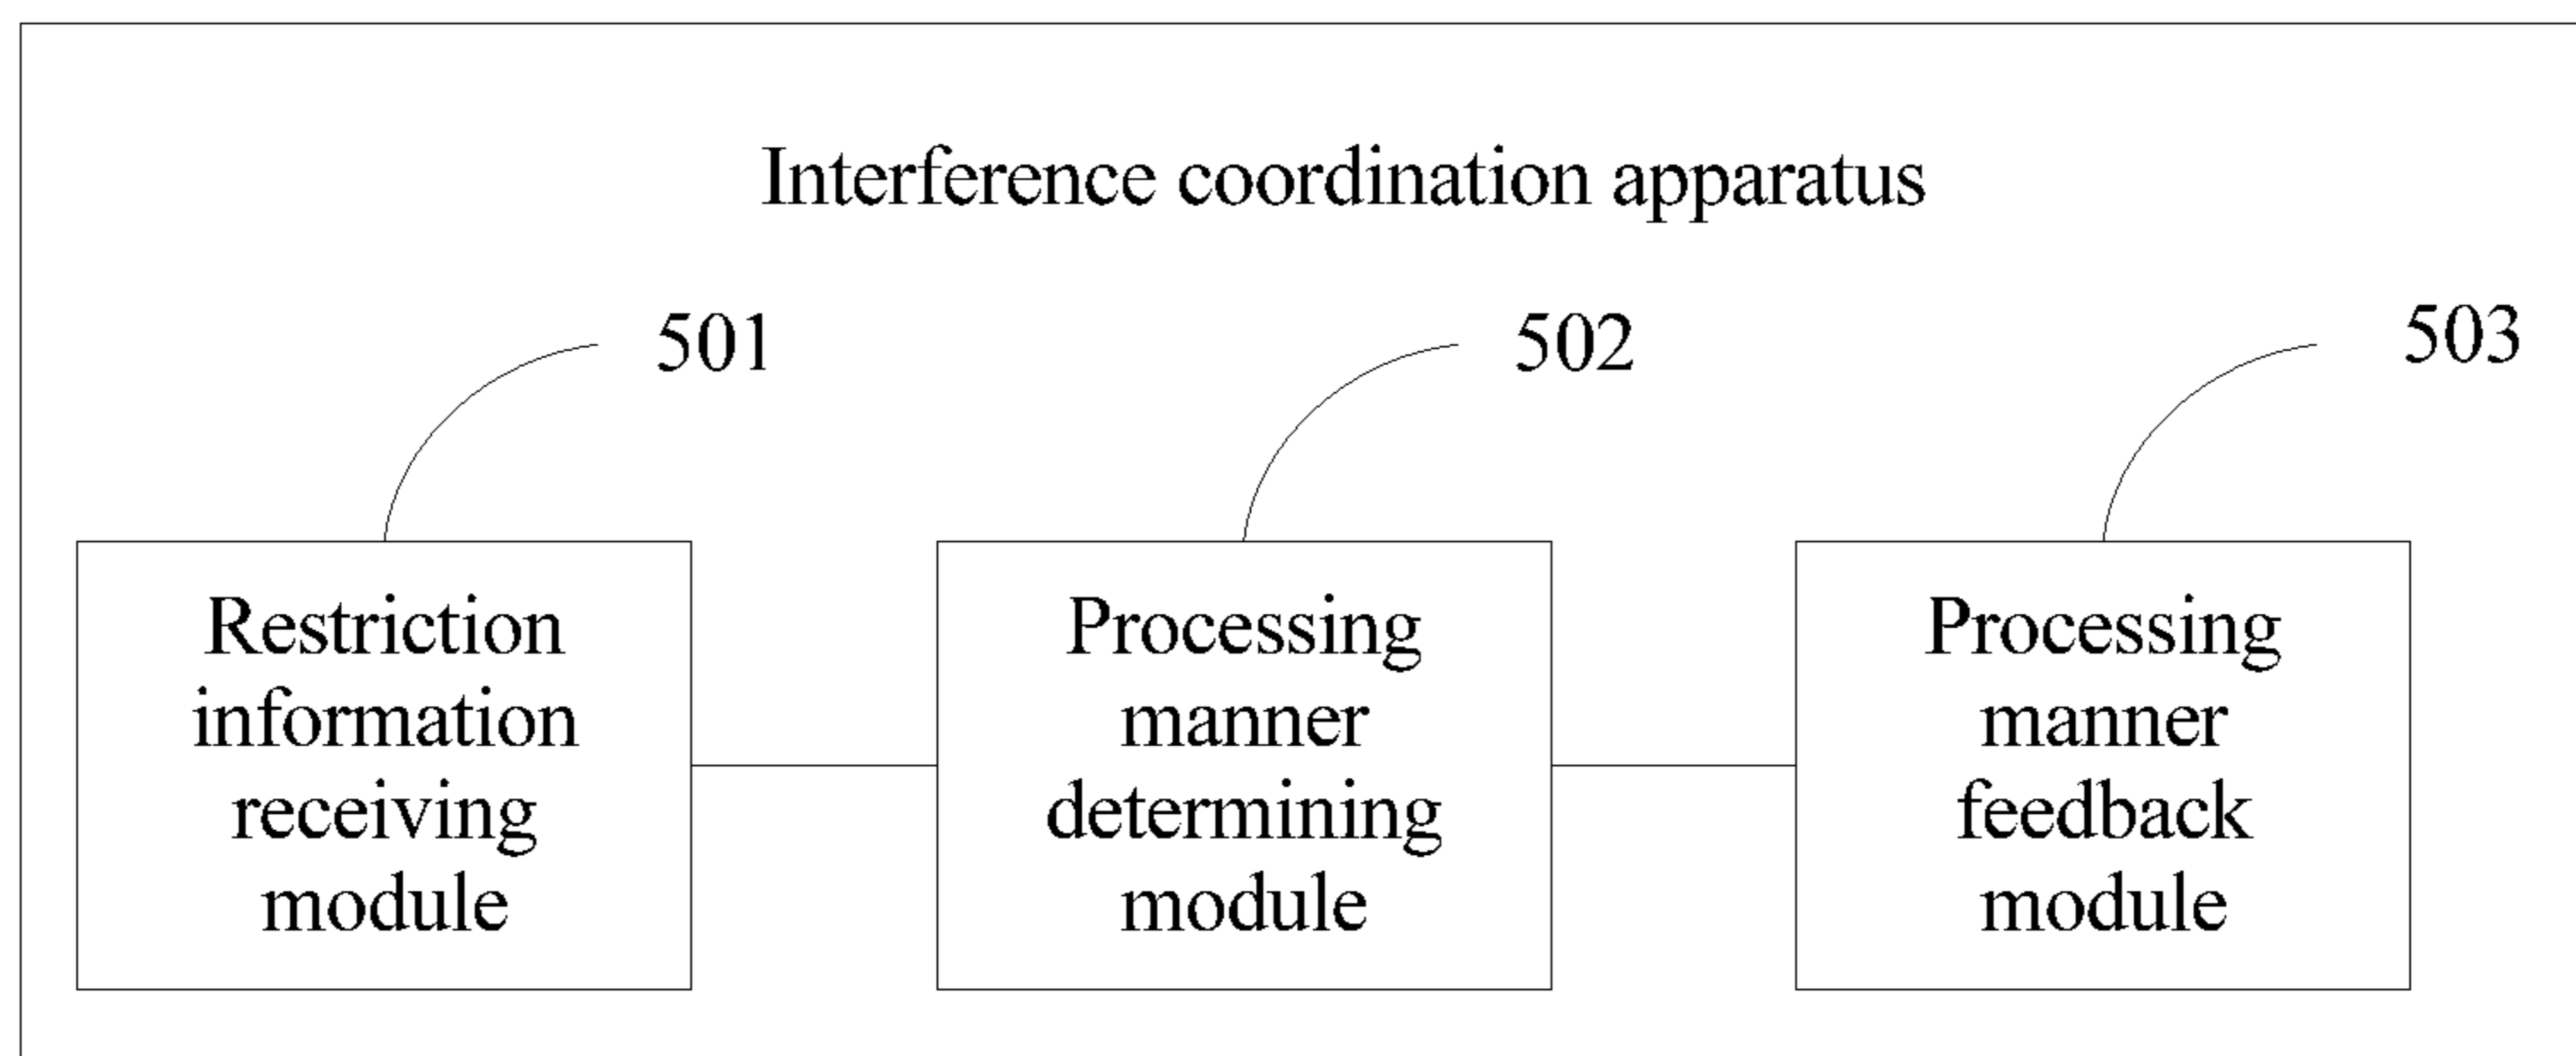 Interference coordination apparatus
501
502
503
Restriction
information
receiving
module
Processing
manner
determining
module
Processing
manner
feedback
module